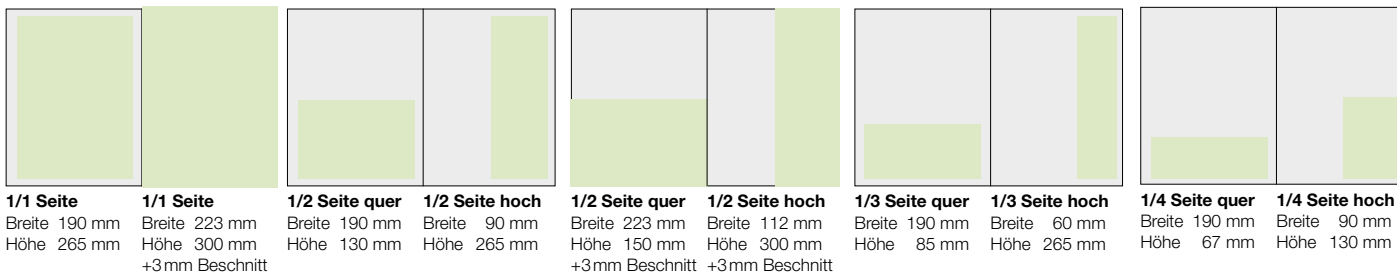 1/1 Seite
Breite 190 mm
Höhe 265 mm
1/1 Seite
Breite 223 mm
Höhe 300 mm
+3 mm Beschnitt
1/2 Seite quer
Breite 190 mm
Höhe 130 mm
1/2 Seite hoch
Breite 90 mm
Höhe 265 mm
1/2 Seite quer
Breite 223 mm
Höhe 150 mm
+3 mm Beschnitt
1/2 Seite hoch
Breite 112 mm
Höhe 300 mm
+3 mm Beschnitt
1/3 Seite quer
Breite 190 mm
Höhe 85 mm
1/3 Seite hoch
Breite 60 mm
Höhe 265 mm
1/4 Seite quer
Breite 190 mm
Höhe 67 mm
1/4 Seite hoch
Breite 90 mm
Höhe 130 mm